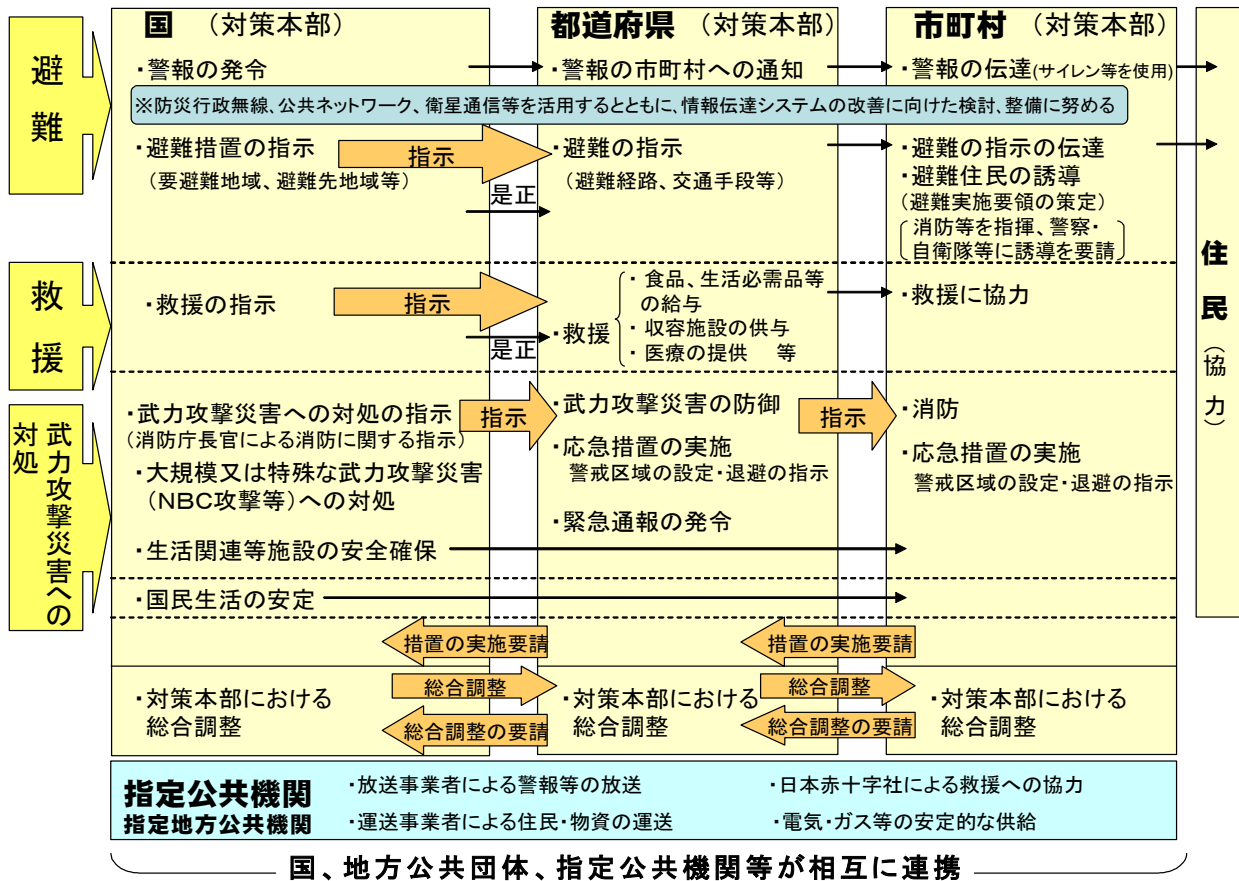 国 (対策本部)
都道府県 (対策本部)
市町村 (対策本部)
避難
・警報の発令
・警報の市町村への通知
・警報の伝達(サイレン等を使用)
※防災行政無線、公共ネットワーク、衛星通信等を活用するとともに、情報伝達システムの改善に向けた検討、整備に努める
・避難措置の指示
(要避難地域、避難先地域等)
指示
是正
・避難の指示
(避難経路、交通手段等)
・避難の指示の伝達
・避難住民の誘導
(避難実施要領の策定)
消防等を指揮、警察・
自衛隊等に誘導を要請
住民(協力)
救援
・救援の指示
指示
是正
・救援
・食品、生活必需品等
の給与
・収容施設の供与
・医療の提供 等
・救援に協力
武力攻撃災害への
対処
・武力攻撃災害への対処の指示
(消防庁長官による消防に関する指示)
指示
・武力攻撃災害の防御
指示
・消防
・大規模又は特殊な武力攻撃災害
(NBC攻撃等)への対処
・応急措置の実施
警戒区域の設定・退避の指示
・応急措置の実施
警戒区域の設定・退避の指示
・緊急通報の発令
・生活関連等施設の安全確保
・国民生活の安定
措置の実施要請
措置の実施要請
・対策本部における
総合調整
総合調整
総合調整の要請
・対策本部における
総合調整
総合調整
総合調整の要請
・対策本部における
総合調整
指定公共機関
指定地方公共機関
・放送事業者による警報等の放送
・日本赤十字社による救援への協力
・運送事業者による住民・物資の運送
・電気・ガス等の安定的な供給
国、地方公共団体、指定公共機関等が相互に連携